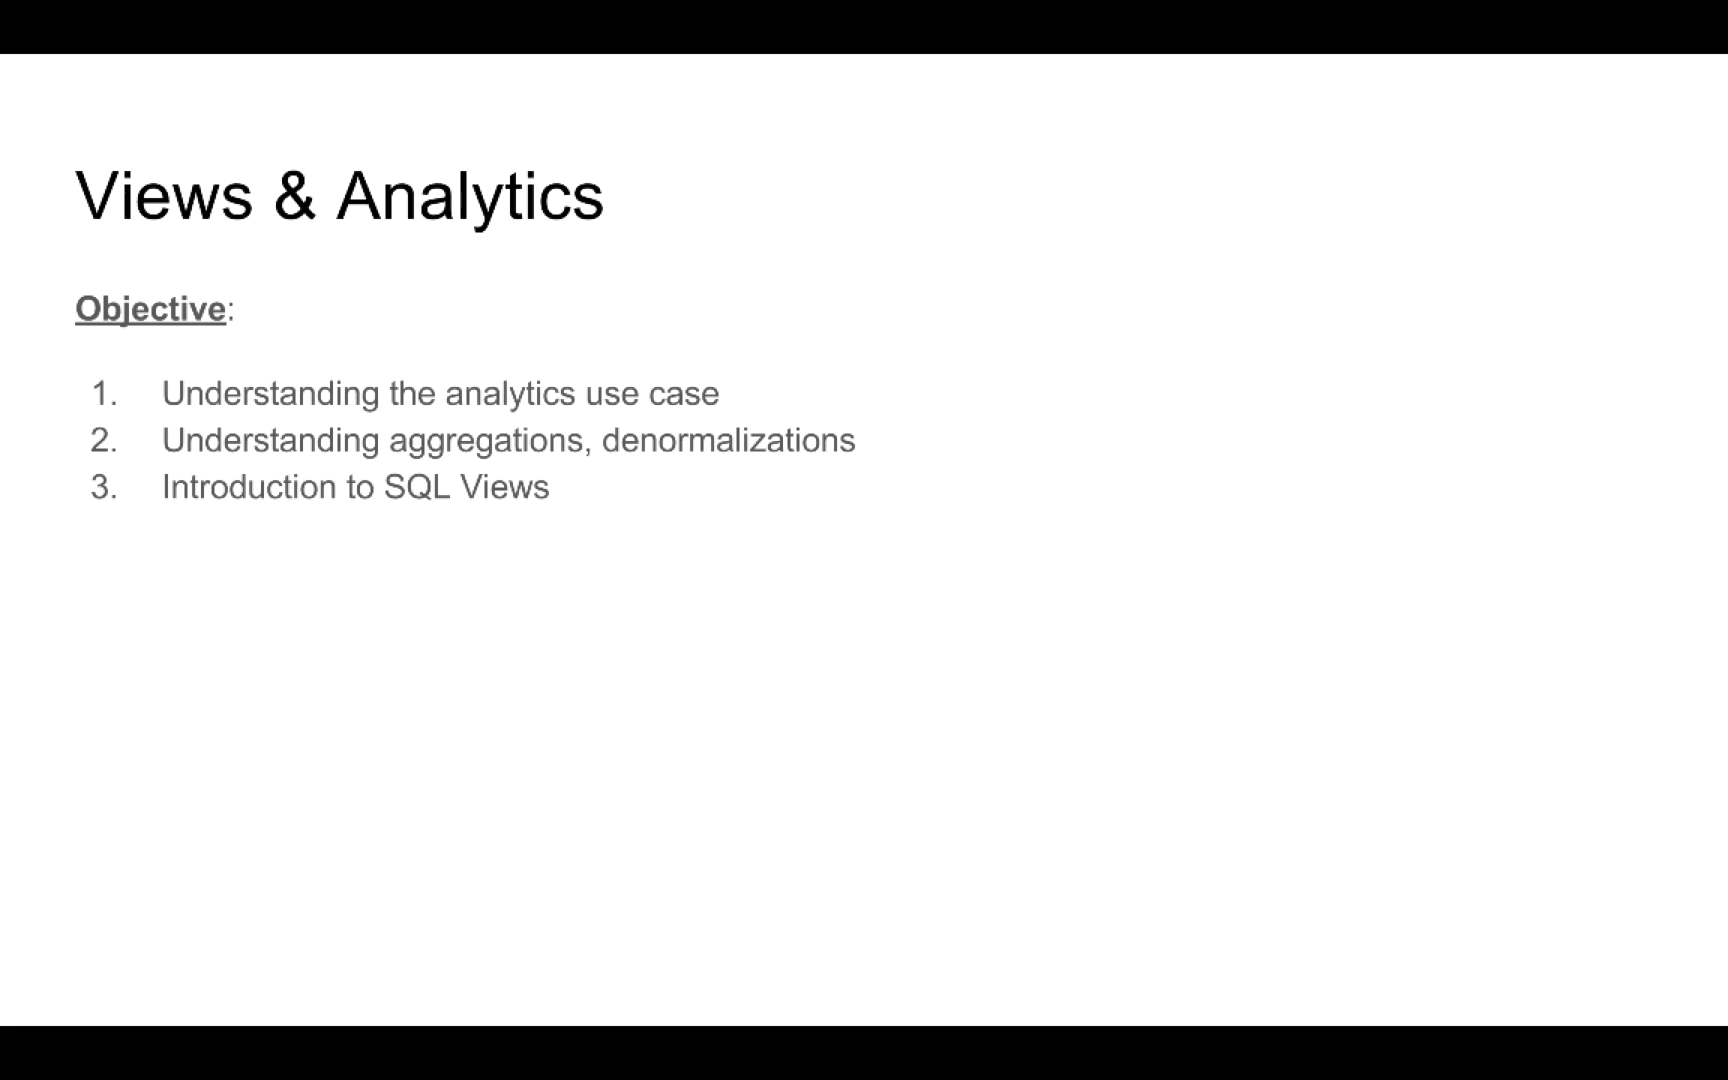 Views & Analytics
Objective:
1. Understanding the analytics use case
2. Understanding aggregations, denormalizations
3. Introduction to SQL Views